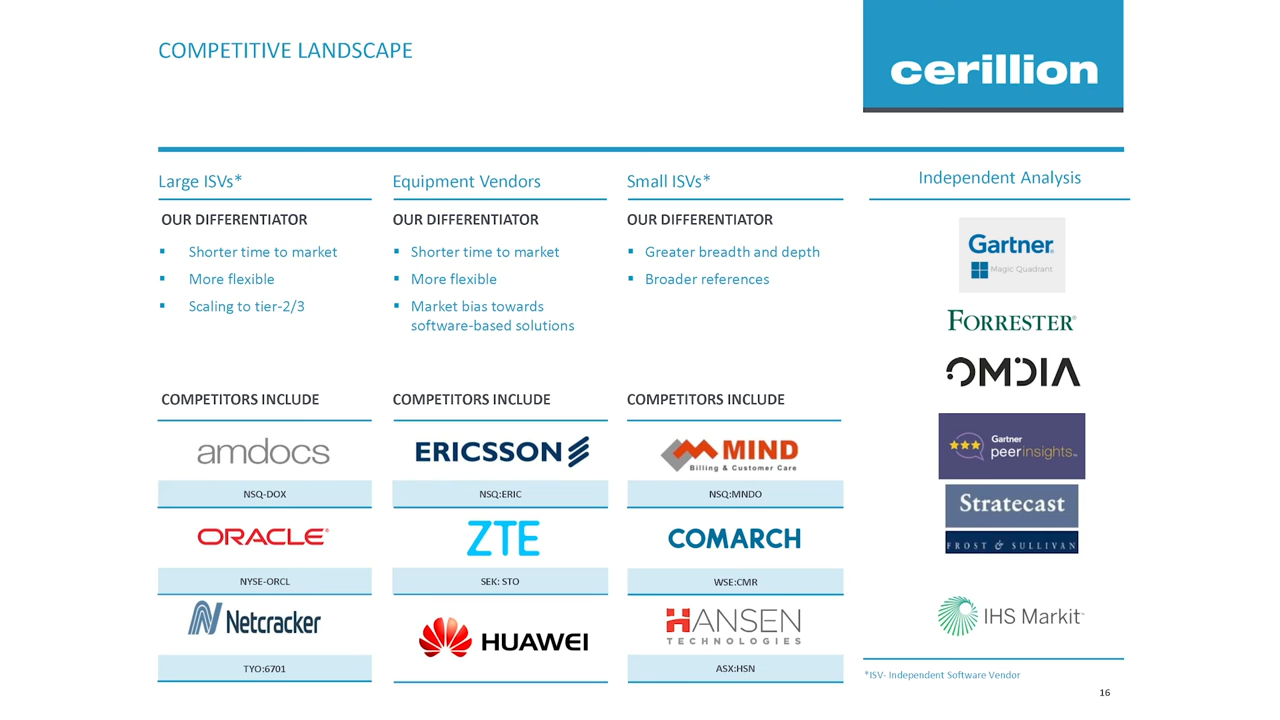 COMPETITIVE LANDSCAPE
cerillion
Large ISVs*
OUR DIFFERENTIATOR
▪ Shorter time to market
▪ More flexible
▪ Scaling to tier-2/3
COMPETITORS INCLUDE
amdocs
NSQ-DOX
ORACLE®
NYSE-ORCL
Netcracker
TYO:6701
Equipment Vendors
OUR DIFFERENTIATOR
▪ Shorter time to market
▪ More flexible
▪ Market bias towards
software-based solutions
COMPETITORS INCLUDE
ERICSSON
NSQ:ERIC
ZTE
SEK: STO
HUAWEI
Small ISVs*
OUR DIFFERENTIATOR
▪ Greater breadth and depth
▪ Broader references
COMPETITORS INCLUDE
MIND
Billing & Customer Care
NSQ:MNDO
COMARCH
WSE:CMR
HANSEN
TECHNOLOGIES
ASX:HSN
Independent Analysis
Gartner®
Magic Quadrant
FORRESTER®
OMDIA
Gartner
peerinsights™
Stratecast
FROST & SULLIVAN
IHS Markit™
*ISV- Independent Software Vendor
16